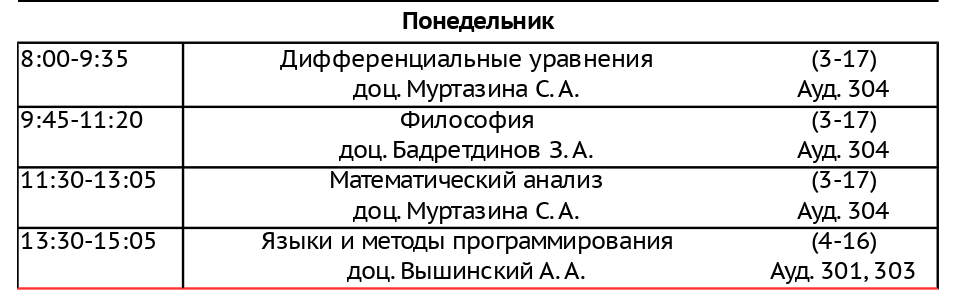 Понедельник
8:00-9:35 Дифференциальные уравнения (3-17)
доц. Муртазина С. А. Ауд. 304
9:45-11:20 Философия (3-17)
доц. Бадретдинов З. А. Ауд. 304
11:30-13:05 Математический анализ (3-17)
доц. Муртазина С. А. Ауд. 304
13:30-15:05 Языки и методы программирования (4-16)
доц. Вышинский А. А. Ауд. 301, 303